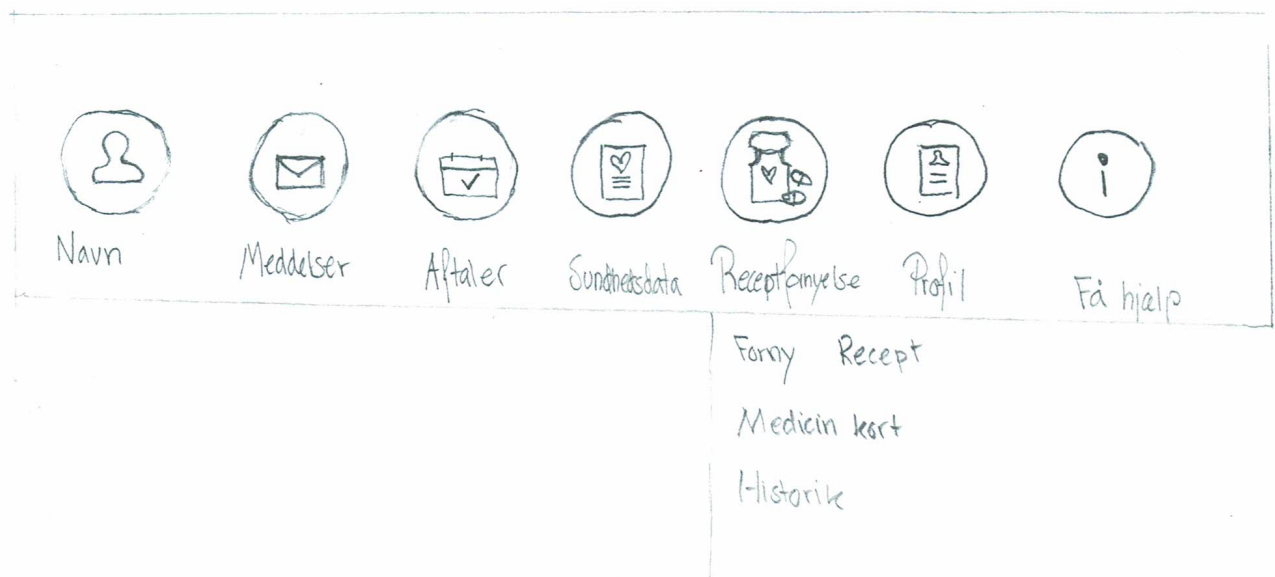 Navn Meddelser Aftaler Sundhedsdata Receptfornyelse Profil Få hjælp
Forny Recept
Medicin kort
Historik